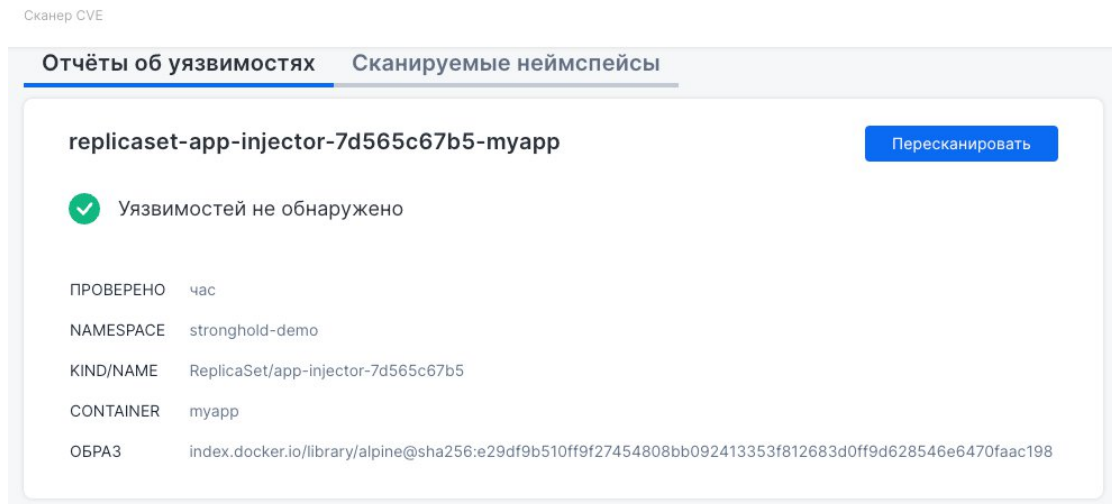 Сканер CVE
Отчёты об уязвимостях Сканируемые неймспейсы
replicaset-app-injector-7d565c67b5-myapp Пересканировать
Уязвимостей не обнаружено
ПРОВЕРЕНО час
NAMESPACE stronghold-demo
KIND/NAME ReplicaSet/app-injector-7d565c67b5
CONTAINER myapp
ОБРАЗ index.docker.io/library/alpine@sha256:e29df9b510ff9f27454808bb092413353f812683d0ff9d628546e6470faac198